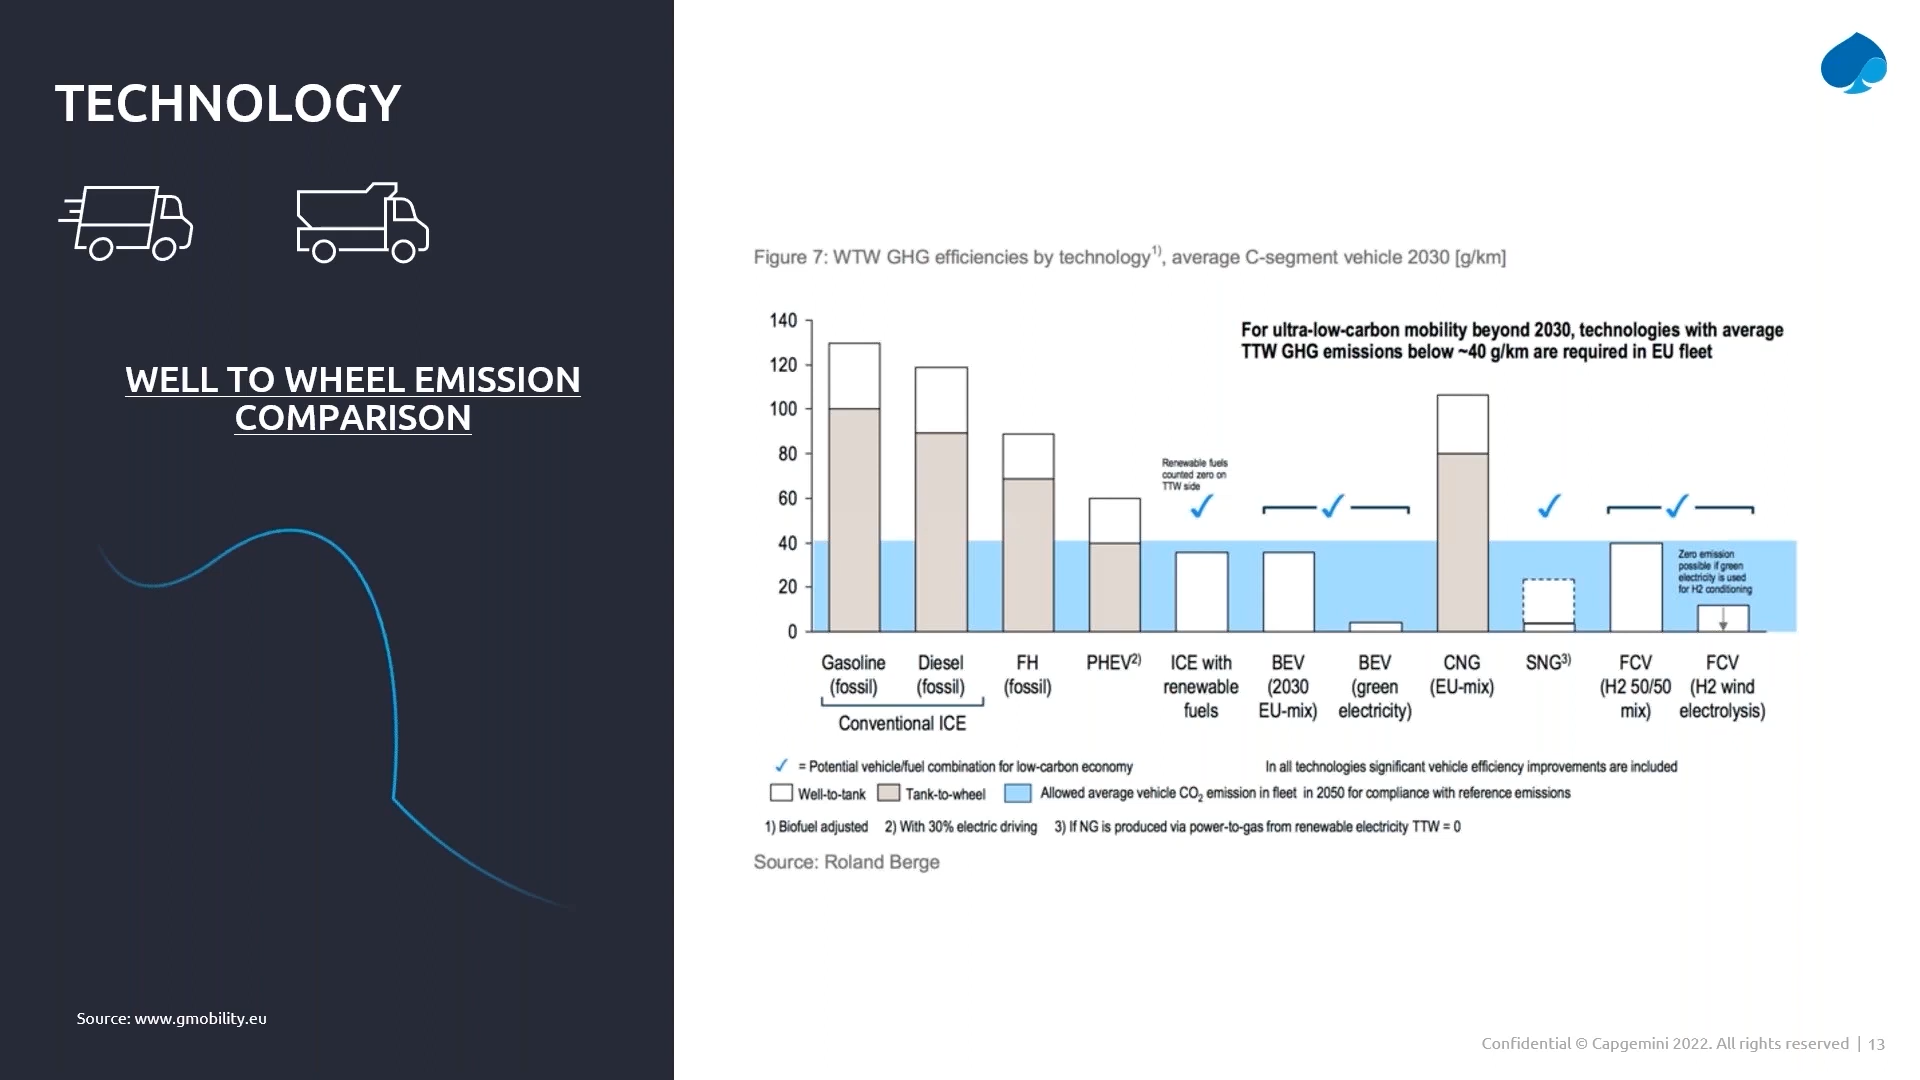 TECHNOLOGY
WELL TO WHEEL EMISSION
COMPARISON
Source: www.gmobility.eu
Figure 7: WTW GHG efficiencies by technology1), average C-segment vehicle 2030 [g/km]
For ultra-low-carbon mobility beyond 2030, technologies with average
TTW GHG emissions below ~40 g/km are required in EU fleet
140
120
100
80
60
40
20
0
Renewable fuels
counted zero on
TTW side
Zero emission
possible if green
electricity is used
for H2 conditioning
Gasoline
(fossil)
Diesel
(fossil)
Conventional ICE
FH
(fossil)
PHEV2)
ICE with
renewable
fuels
BEV
(2030
EU-mix)
BEV
(green
electricity)
CNG
(EU-mix)
SNG3)
FCV
(H2 50/50
mix)
FCV
(H2 wind
electrolysis)
✓ = Potential vehicle/fuel combination for low-carbon economy
In all technologies significant vehicle efficiency improvements are included
Well-to-tank Tank-to-wheel Allowed average vehicle CO2 emission in fleet in 2050 for compliance with reference emissions
1) Biofuel adjusted 2) With 30% electric driving 3) If NG is produced via power-to-gas from renewable electricity TTW = 0
Source: Roland Berge
Confidential © Capgemini 2022. All rights reserved | 13